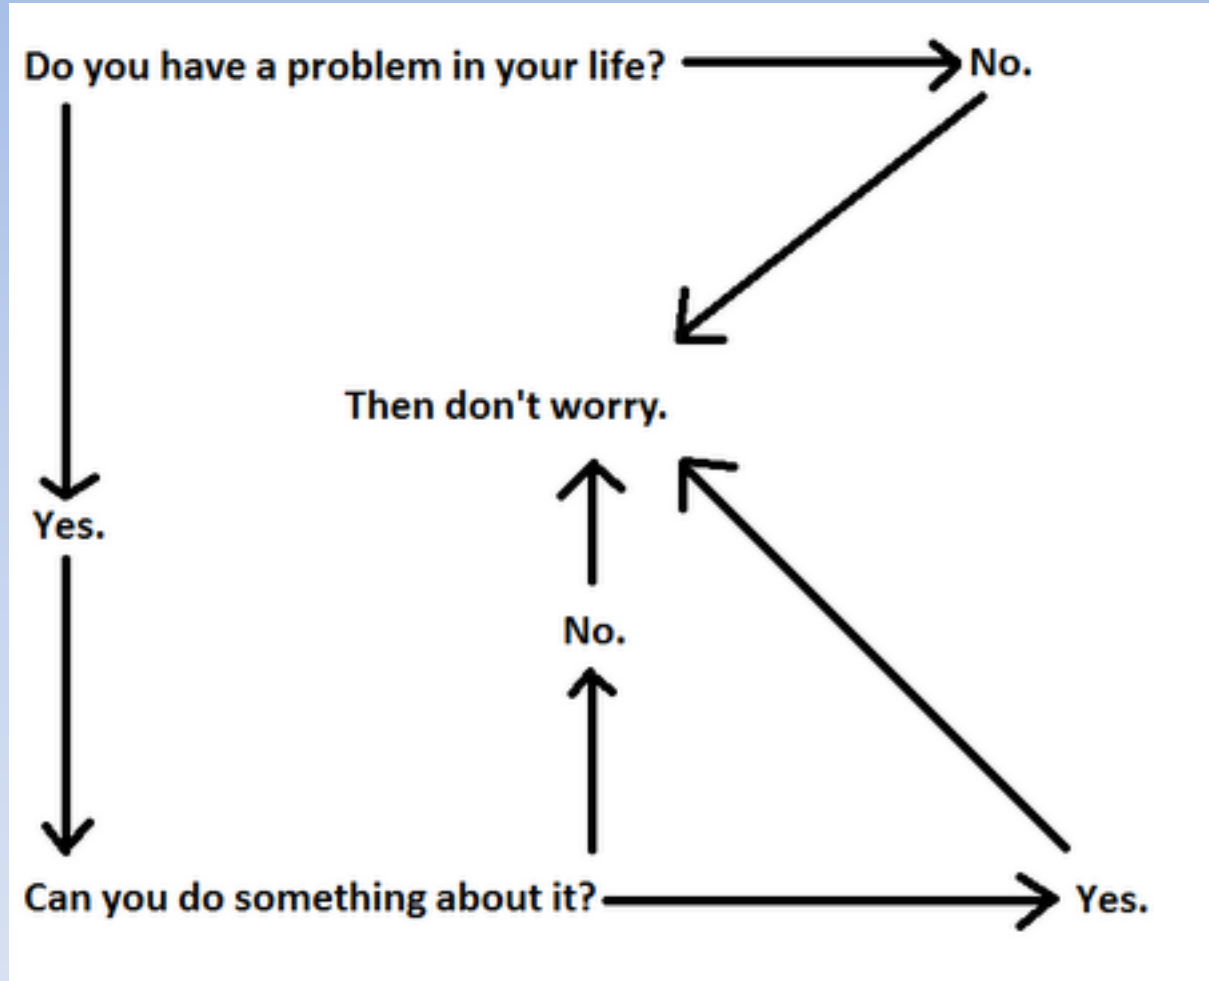 Do you have a problem in your life?
No.
Then don't worry.
Yes.
No.
Can you do something about it?
Yes.